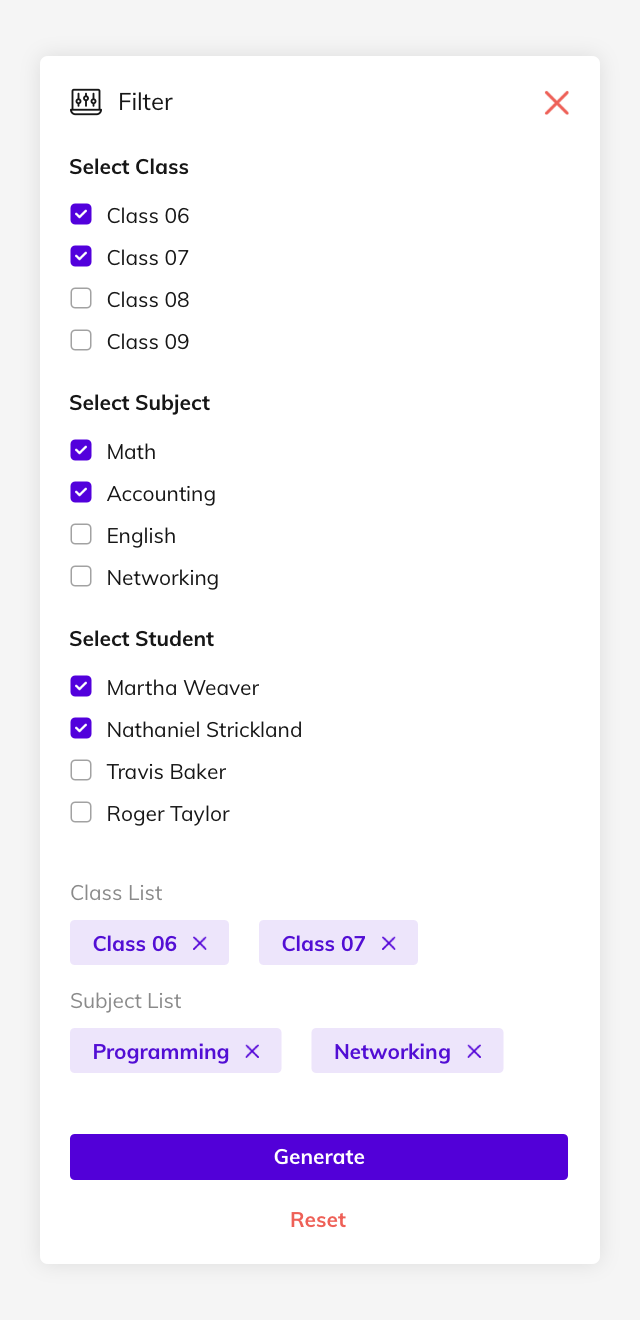 Filter
Select Class
Class 06
Class 07
Class 08
Class 09
Select Subject
Math
Accounting
English
Networking
Select Student
Martha Weaver
Nathaniel Strickland
Travis Baker
Roger Taylor
Class List
Class 06 Class 07
Subject List
Programming Networking
Generate
Reset